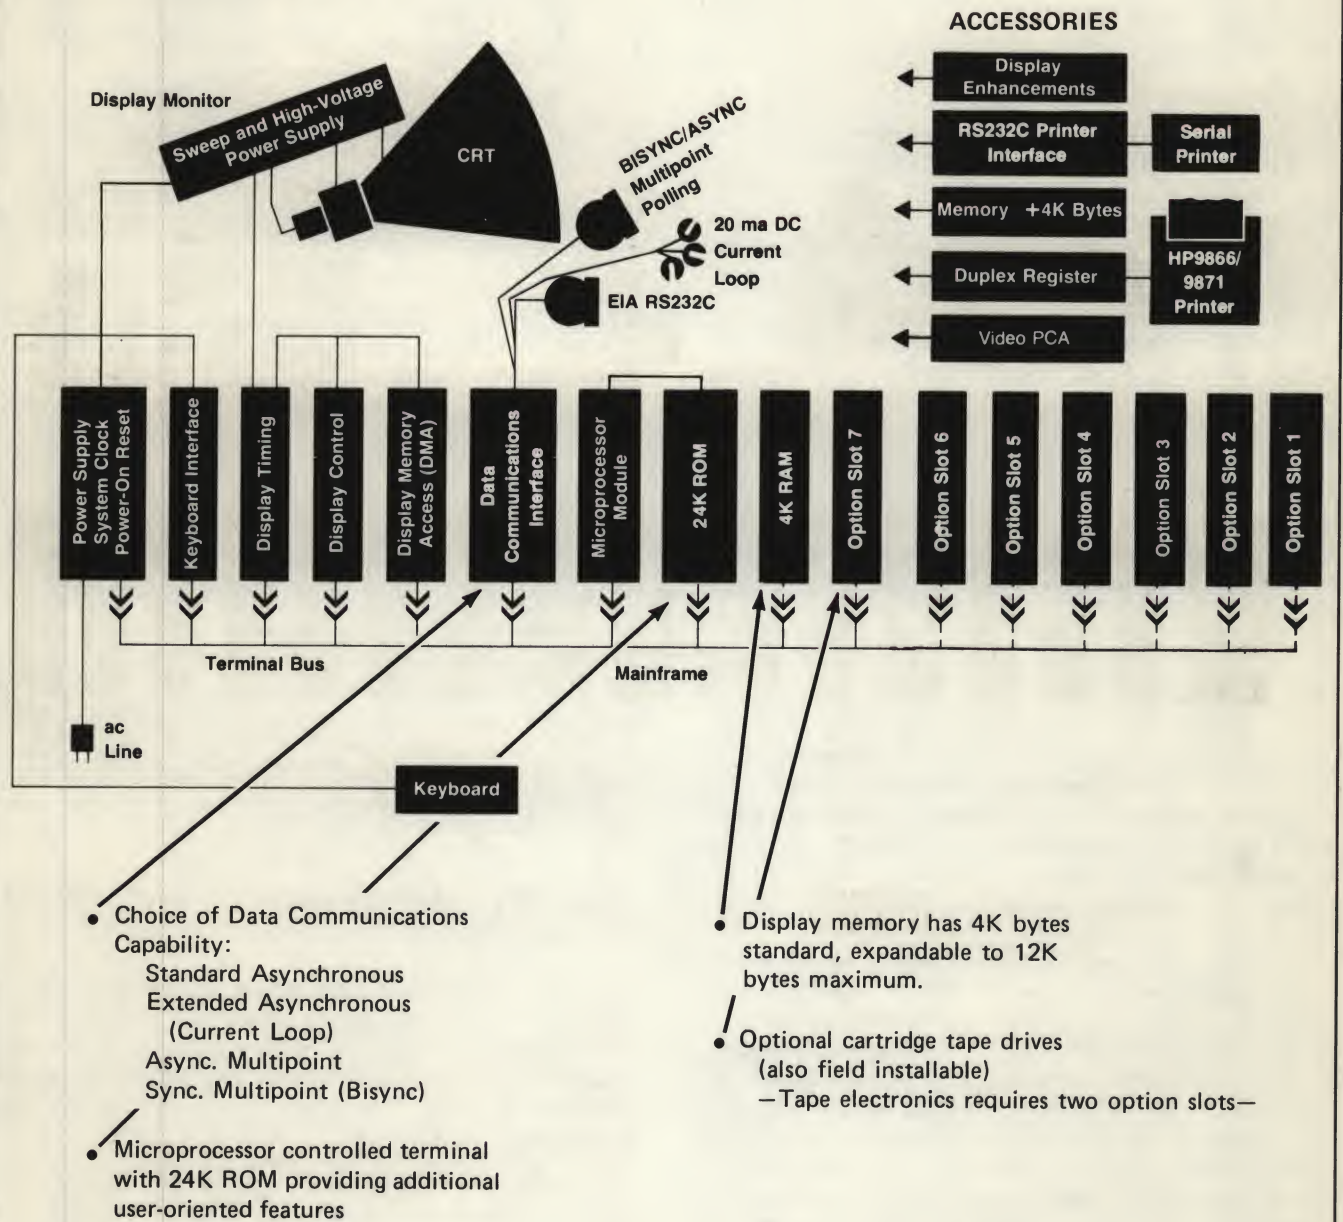 ACCESSORIES
Display
Enhancements
RS232C Printer
Interface
Serial
Printer
Memory +4K Bytes
Duplex Register
HP9866/
9871
Printer
Video PCA
Display Monitor
Sweep and High-Voltage
Power Supply
CRT
BISYNC/ASYNC
Multipoint
Polling
20 ma DC
Current
Loop
EIA RS232C
Power Supply
System Clock
Power-On Reset
Keyboard Interface
Display Timing
Display Control
Display Memory
Access (DMA)
Data
Communications
Interface
Microprocessor
Module
24K ROM
4K RAM
Option Slot 7
Option Slot 6
Option Slot 5
Option Slot 4
Option Slot 3
Option Slot 2
Option Slot 1
Terminal Bus
Mainframe
ac
Line
Keyboard
• Choice of Data Communications
Capability:
Standard Asynchronous
Extended Asynchronous
(Current Loop)
Async. Multipoint
Sync. Multipoint (Bisync)
• Microprocessor controlled terminal
with 24K ROM providing additional
user-oriented features
• Display memory has 4K bytes
standard, expandable to 12K
bytes maximum.
• Optional cartridge tape drives
(also field installable)
—Tape electronics requires two option slots—